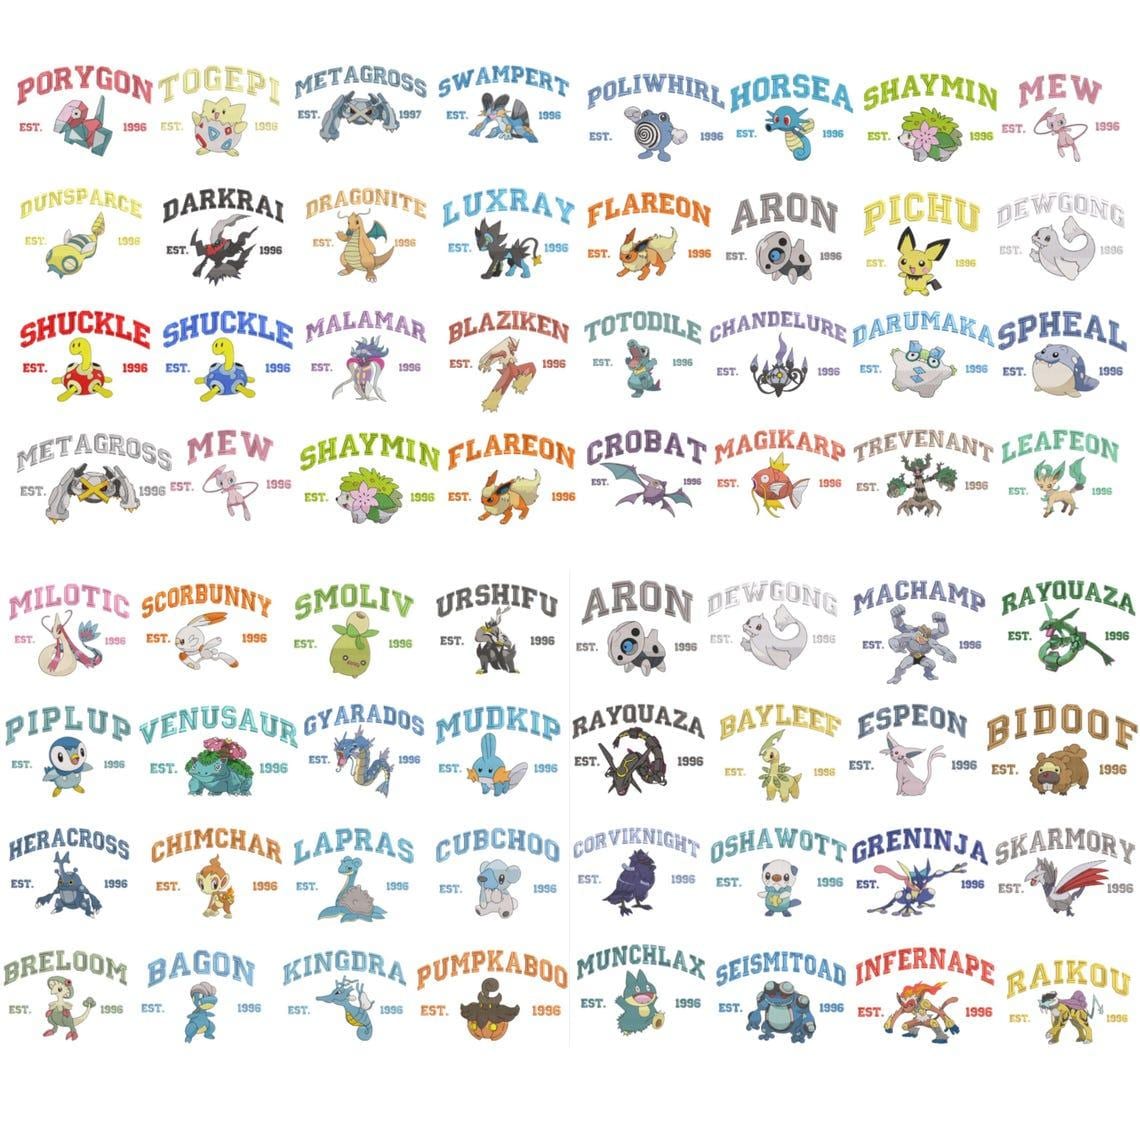 PORYGON
EST. 1996
TOGEPI
EST. 1996
METAGROSS
EST. 1997
SWAMPERT
EST. 1996
POLIWHIRL
EST. 1996
HORSEA
EST. 1996
SHAYMIN
EST. 1996
MEW
EST. 1996
DUNSPARCE
EST. 1996
DARKRAI
EST. 1996
DRAGONITE
EST. 1996
LUXRAY
EST. 1996
FLAREON
EST. 1996
ARON
EST. 1996
PICHU
EST. 1996
DEWGONG
EST. 1996
SHUCKLE
EST. 1996
SHUCKLE
EST. 1996
MALAMAR
EST. 1996
BLAZIKEN
EST. 1996
TOTODILE
EST. 1996
CHANDELURE
EST. 1996
DARUMAKA
EST. 1996
SPHEAL
EST. 1996
METAGROSS
EST. 1996
MEW
EST. 1996
SHAYMIN
EST. 1996
FLAREON
EST. 1996
CROBAT
EST. 1996
MAGIKARP
EST. 1996
TREVENANT
EST. 1996
LEAFEON
EST. 1996
MILOTIC
EST. 1996
SCORBUNNY
EST. 1996
SMOLIV
EST. 1996
URSHIFU
EST. 1996
ARON
EST. 1996
DEWGONG
EST. 1996
MACHAMP
EST. 1996
RAYQUAZA
EST. 1996
PIPLUP
EST. 1996
VENUSAUR
EST. 1996
GYARADOS
EST. 1996
MUDKIP
EST. 1996
RAYQUAZA
EST. 1996
BAYLEEF
EST. 1996
ESPEON
EST. 1996
BIDOOF
EST. 1996
HERACROSS
EST. 1996
CHIMCHAR
EST. 1996
LAPRAS
EST. 1996
CUBCHOO
EST. 1996
CORVIKNIGHT
EST. 1996
OSHAWOTT
EST. 1996
GRENINJA
EST. 1996
SKARMORY
EST. 1996
BRELOOM
EST. 1996
BAGON
EST. 1996
KINGDRA
EST. 1996
PUMPKABOO
EST. 1996
MUNCHLAX
EST. 1996
SEISMITOAD
EST. 1996
INFERNAPE
EST. 1996
RAIKOU
EST. 1996